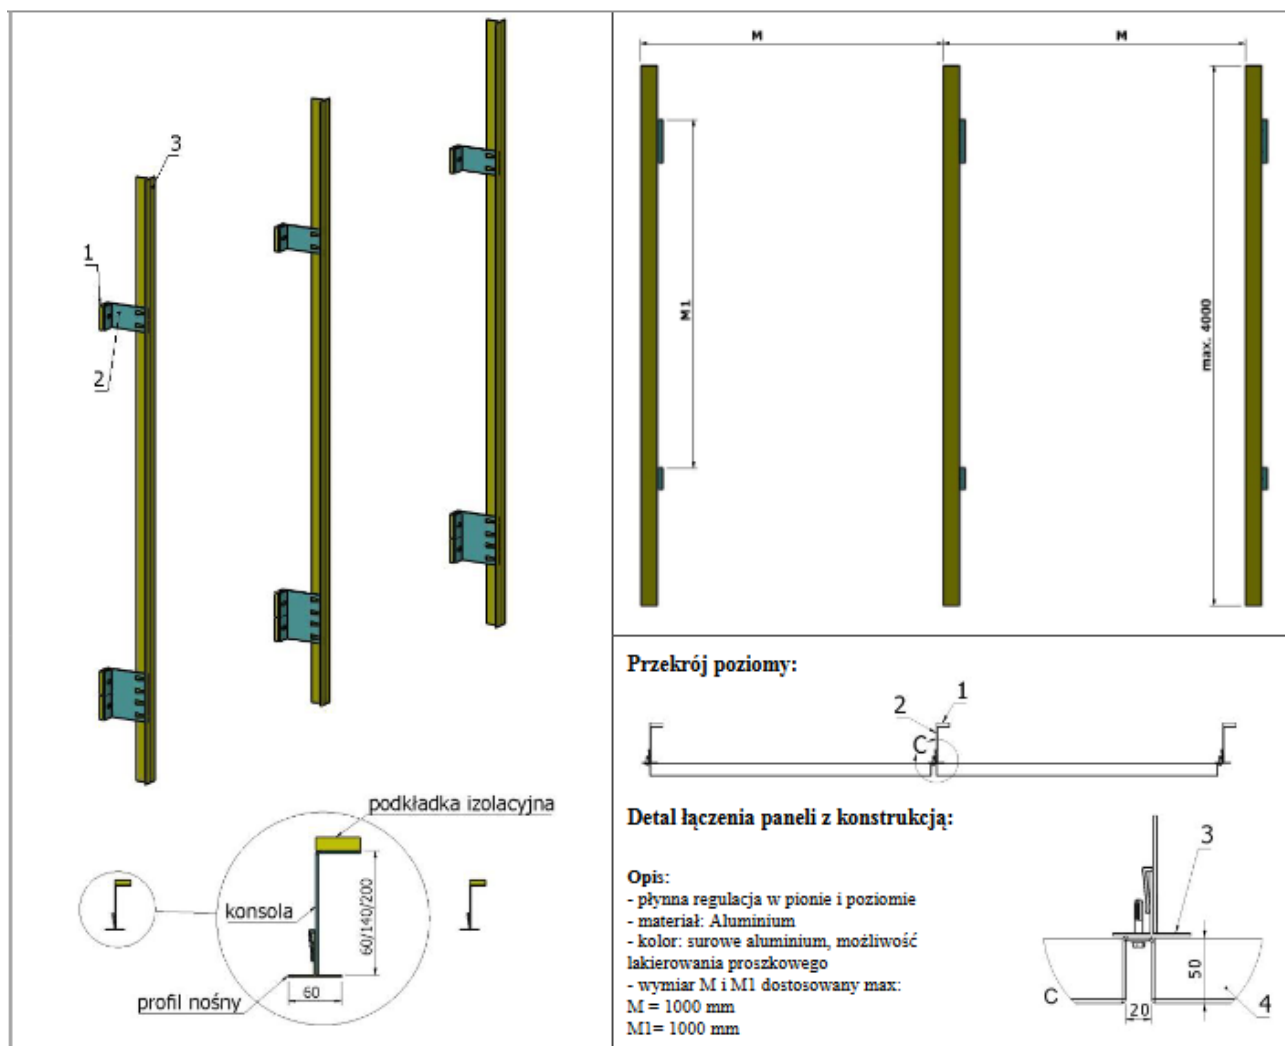 3
1
2
podkładka izolacyjna
konsola
60/140/200
profil nośny
60
M
M
M1
max. 4000
Przekrój poziomy:
1
2
C
Detal łączenia paneli z konstrukcją:
Opis:
- płynna regulacja w pionie i poziomie
- materiał: Aluminium
- kolor: surowe aluminium, możliwość
lakierowania proszkowego
- wymiar M i M1 dostosowany max:
M = 1000 mm
M1= 1000 mm
3
50
C
20
4